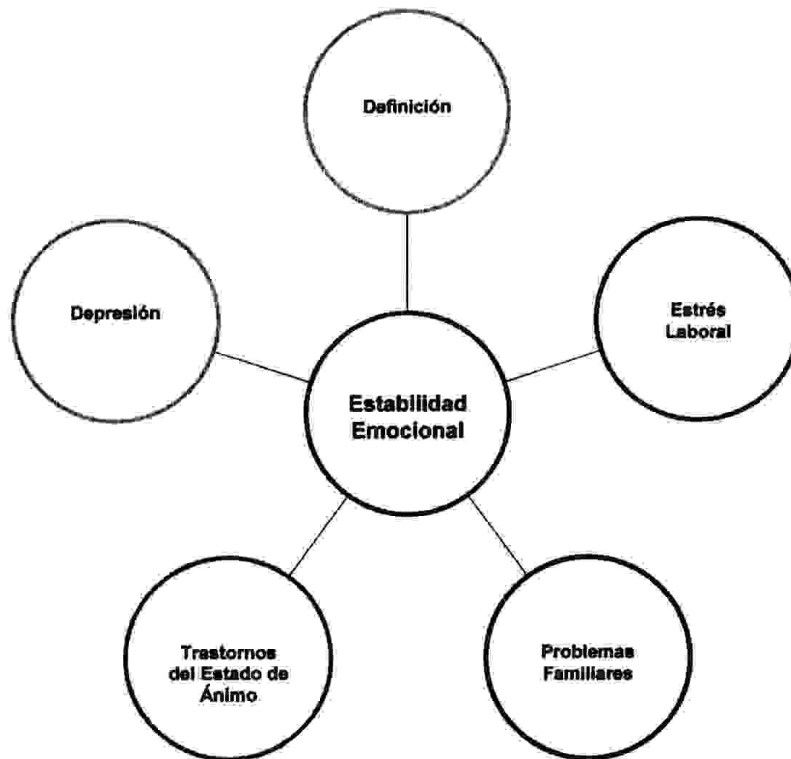 Definición
Depresión
Estrés
Laboral
Estabilidad
Emocional
Trastornos
del Estado de
Ánimo
Problemas
Familiares